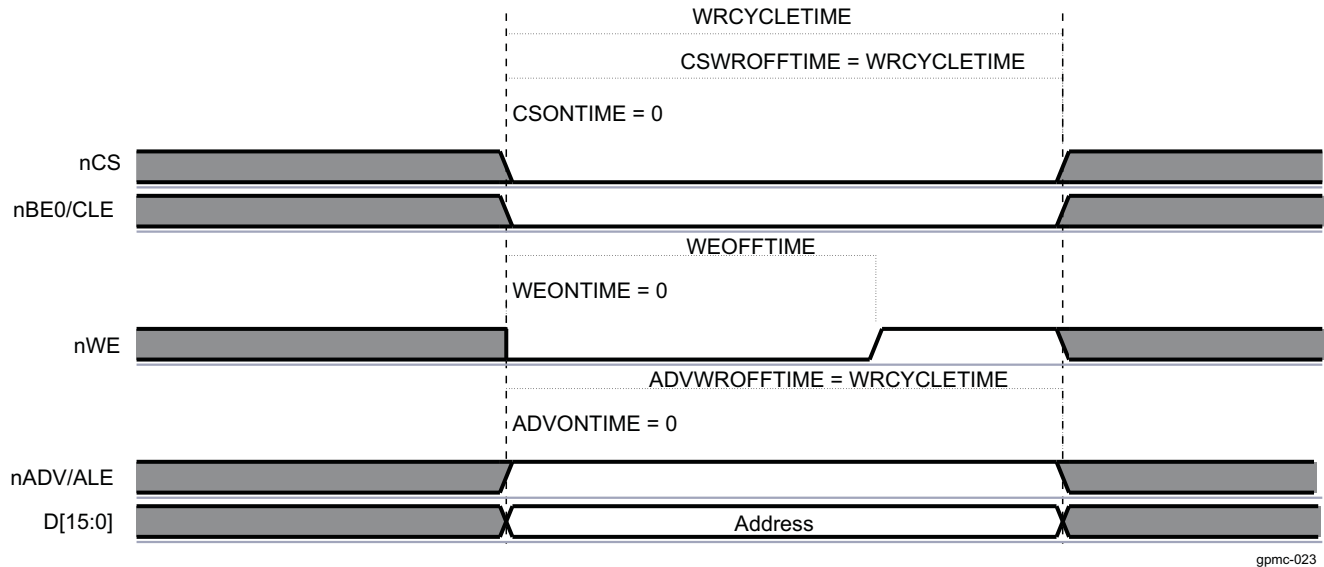 WRCYCLETIME
CSWROFFTIME = WRCYCLETIME
CSONTIME = 0
nCS
nBE0/CLE
WEOFFTIME
WEONTIME = 0
nWE
ADVWROFFTIME = WRCYCLETIME
ADVONTIME = 0
nADV/ALE
D[15:0]
Address
gpmc-023